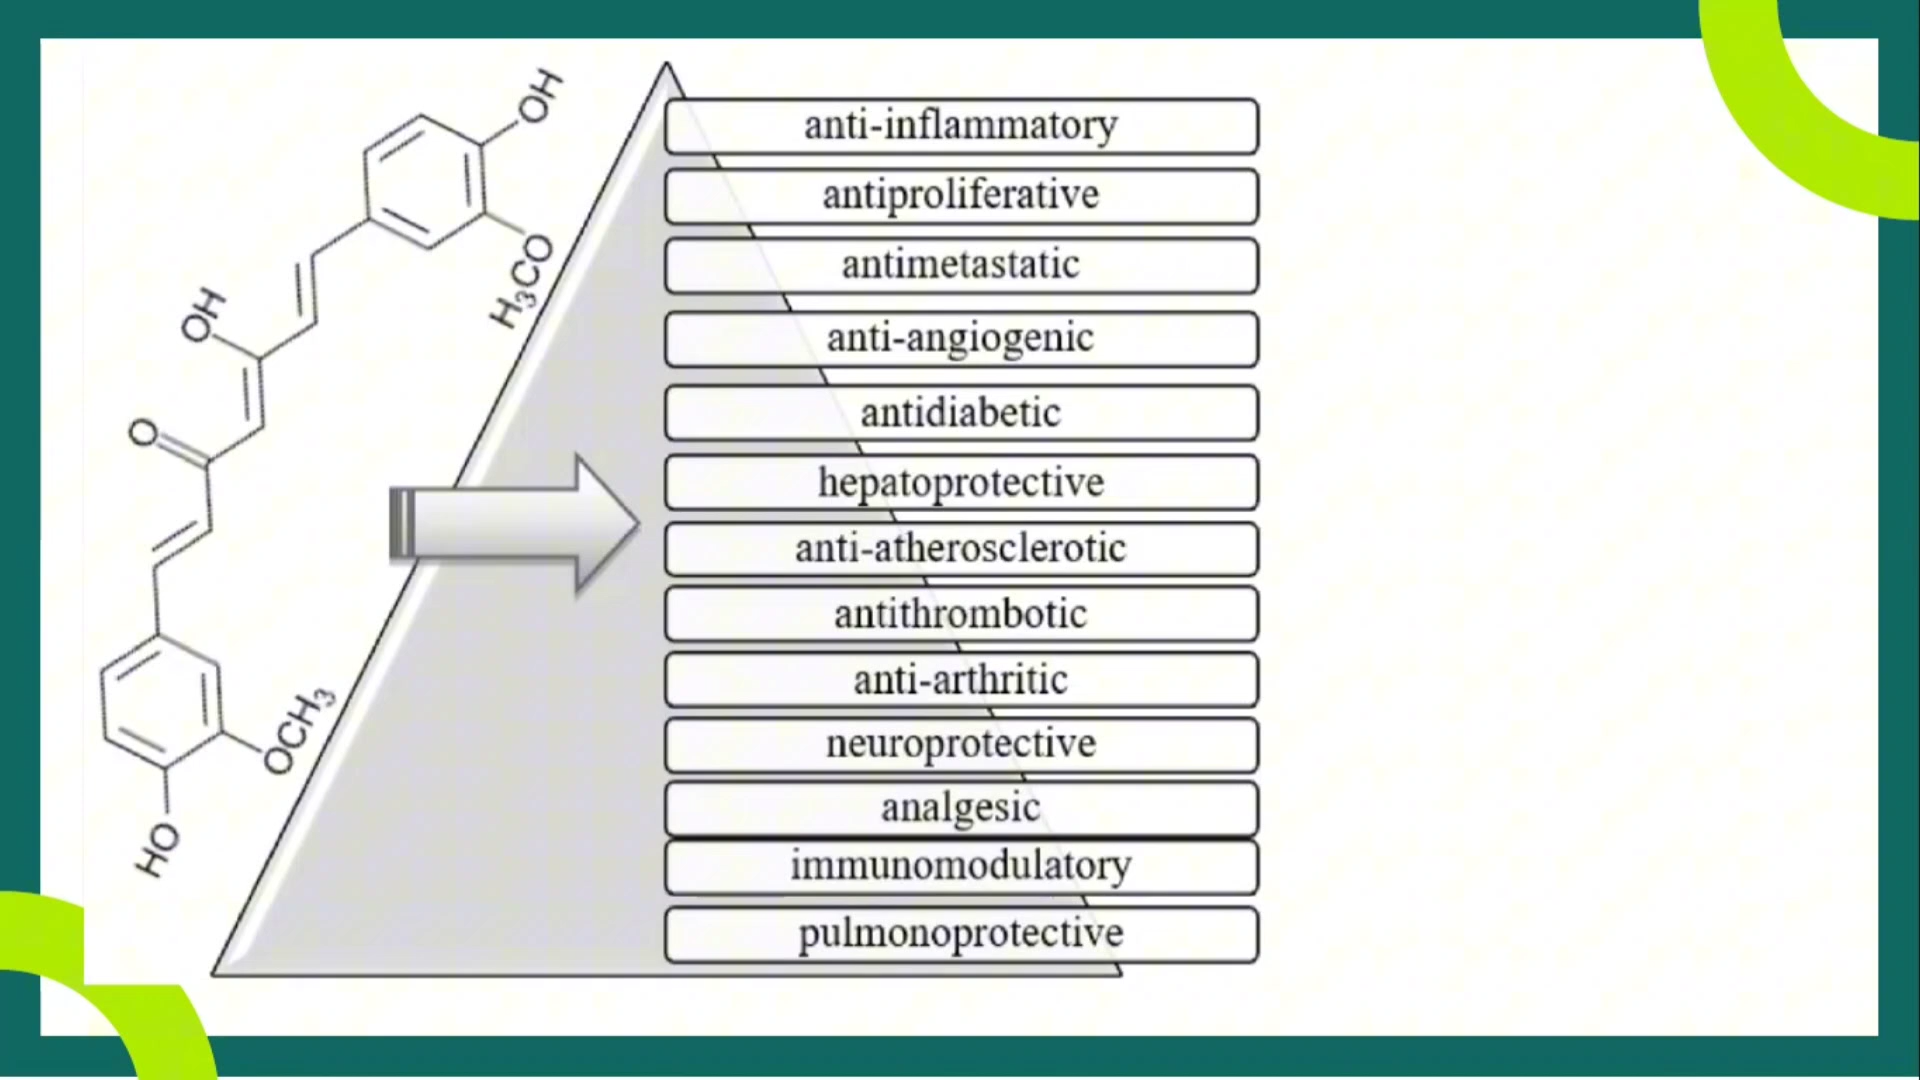 OH
H₃CO
OH
O
OCH₃
HO
anti-inflammatory
antiproliferative
antimetastatic
anti-angiogenic
antidiabetic
hepatoprotective
anti-atherosclerotic
antithrombotic
anti-arthritic
neuroprotective
analgesic
immunomodulatory
pulmonoprotective